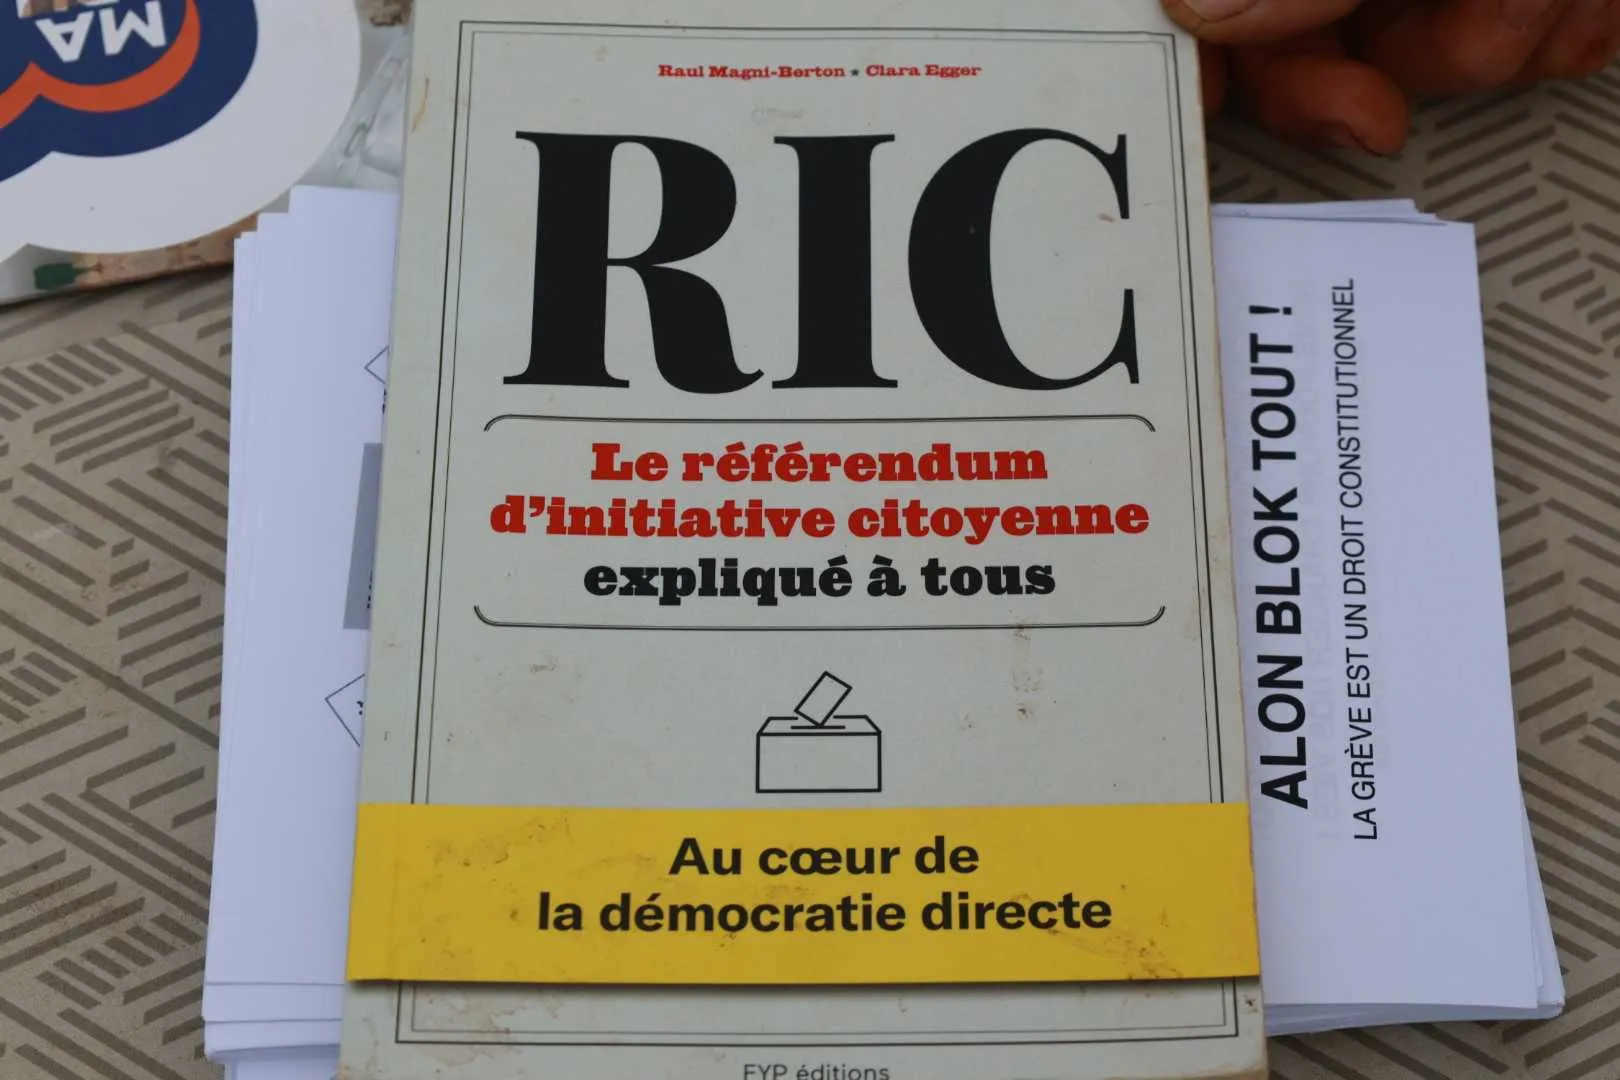 MA
Raul Magni-Berton ★ Clara Egger
RIC
Le référendum
d'initiative citoyenne
expliqué à tous
Au cœur de
la démocratie directe
FYP éditions
ALON BLOK TOUT !
LA GRÈVE EST UN DROIT CONSTITUTIONNEL